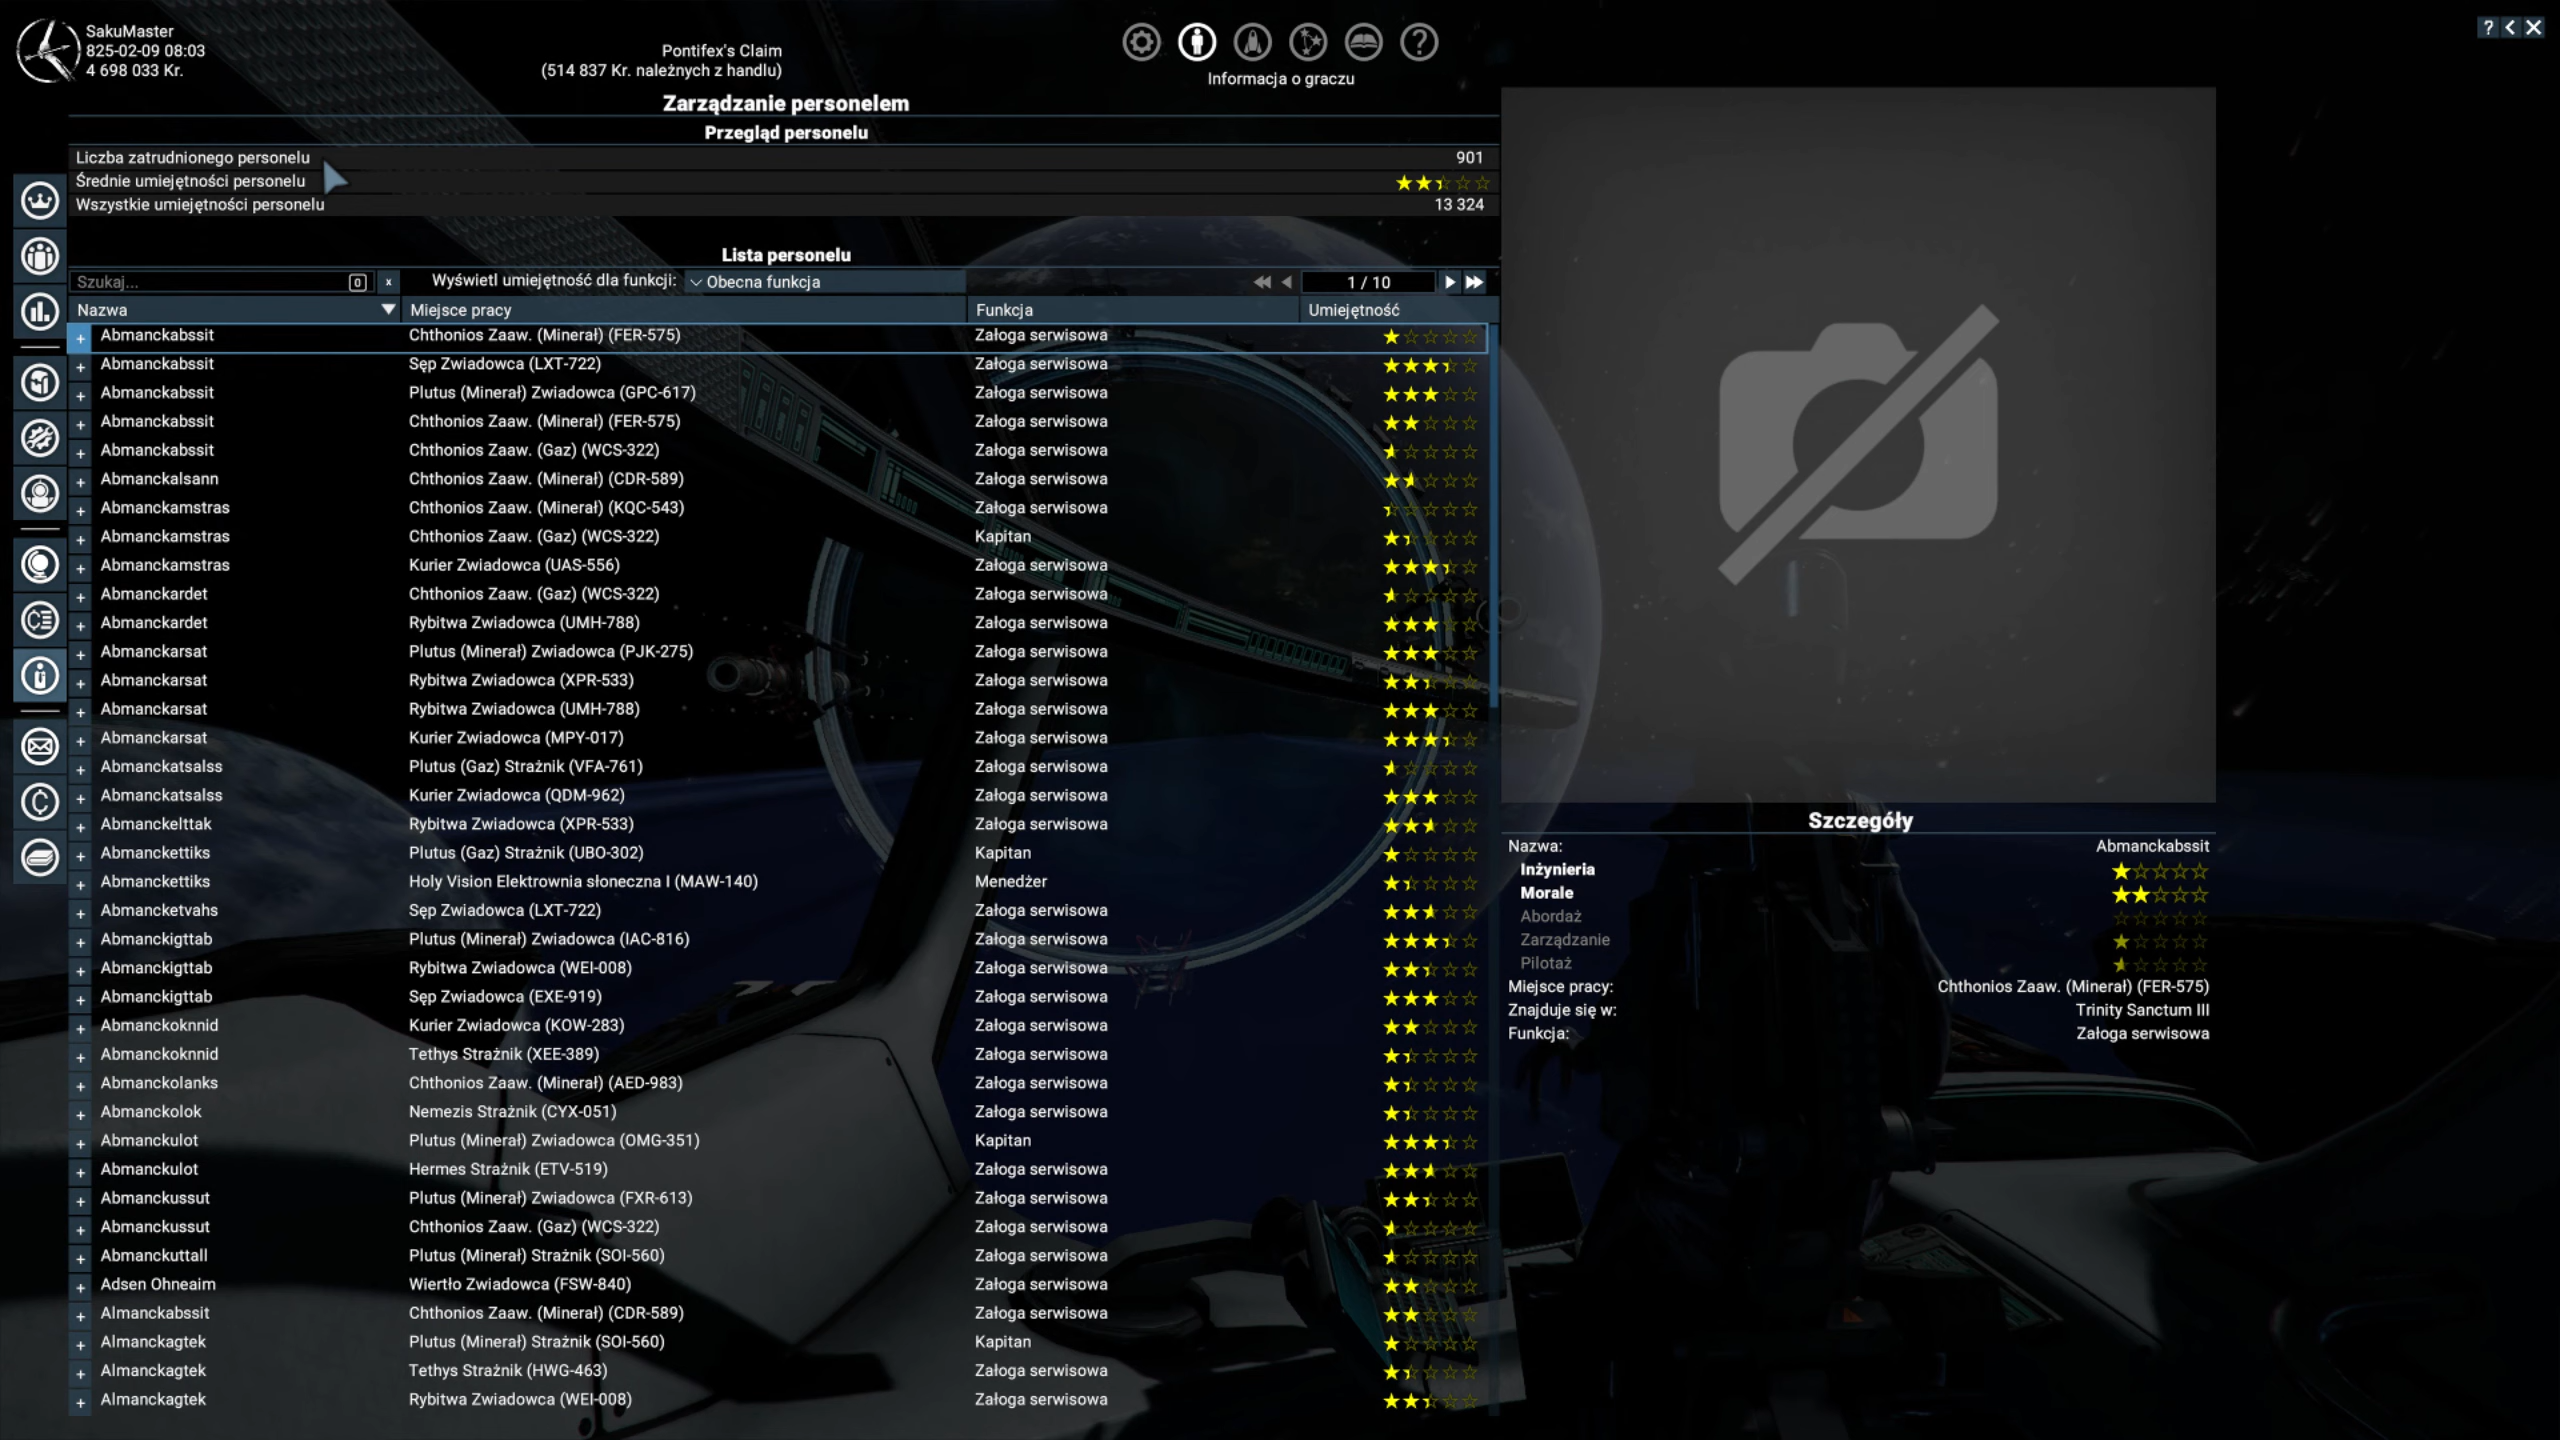 SakuMaster
825-02-09 08:03
4 698 033 Kr.
Pontifex's Claim
(514 837 Kr. należnych z handlu)
Informacja o graczu
? < X
Zarządzanie personelem
Przegląd personelu
Liczba zatrudnionego personelu 901
Średnie umiejętności personelu
Wszystkie umiejętności personelu 13 324
Lista personelu
Szukaj... 0 x Wyświetl umiejętność dla funkcji: Obecna funkcja 1 / 10
Nazwa Miejsce pracy Funkcja Umiejętność
+ Abmanckabssit Chthonios Zaaw. (Minerał) (FER-575) Załoga serwisowa
+ Abmanckabssit Sęp Zwiadowca (LXT-722) Załoga serwisowa
+ Abmanckabssit Plutus (Minerał) Zwiadowca (GPC-617) Załoga serwisowa
+ Abmanckabssit Chthonios Zaaw. (Minerał) (FER-575) Załoga serwisowa
+ Abmanckabssit Chthonios Zaaw. (Gaz) (WCS-322) Załoga serwisowa
+ Abmanckalsann Chthonios Zaaw. (Minerał) (CDR-589) Załoga serwisowa
+ Abmanckamstras Chthonios Zaaw. (Minerał) (KQC-543) Załoga serwisowa
+ Abmanckamstras Chthonios Zaaw. (Gaz) (WCS-322) Kapitan
+ Abmanckamstras Kurier Zwiadowca (UAS-556) Załoga serwisowa
+ Abmanckardet Chthonios Zaaw. (Gaz) (WCS-322) Załoga serwisowa
+ Abmanckardet Rybitwa Zwiadowca (UMH-788) Załoga serwisowa
+ Abmanckarsat Plutus (Minerał) Zwiadowca (PJK-275) Załoga serwisowa
+ Abmanckarsat Rybitwa Zwiadowca (XPR-533) Załoga serwisowa
+ Abmanckarsat Rybitwa Zwiadowca (UMH-788) Załoga serwisowa
+ Abmanckarsat Kurier Zwiadowca (MPY-017) Załoga serwisowa
+ Abmanckatsalss Plutus (Gaz) Strażnik (VFA-761) Załoga serwisowa
+ Abmanckatsalss Kurier Zwiadowca (QDM-962) Załoga serwisowa
+ Abmanckelttak Rybitwa Zwiadowca (XPR-533) Załoga serwisowa
+ Abmanckettiks Plutus (Gaz) Strażnik (UBO-302) Kapitan
+ Abmanckettiks Holy Vision Elektrownia słoneczna I (MAW-140) Menedżer
+ Abmancketvahs Sęp Zwiadowca (LXT-722) Załoga serwisowa
+ Abmanckigttab Plutus (Minerał) Zwiadowca (IAC-816) Załoga serwisowa
+ Abmanckigttab Rybitwa Zwiadowca (WEI-008) Załoga serwisowa
+ Abmanckigttab Sęp Zwiadowca (EXE-919) Załoga serwisowa
+ Abmanckoknnid Kurier Zwiadowca (KOW-283) Załoga serwisowa
+ Abmanckoknnid Tethys Strażnik (XEE-389) Załoga serwisowa
+ Abmanckolanks Chthonios Zaaw. (Minerał) (AED-983) Załoga serwisowa
+ Abmanckolok Nemezis Strażnik (CYX-051) Załoga serwisowa
+ Abmanckulot Plutus (Minerał) Zwiadowca (OMG-351) Kapitan
+ Abmanckulot Hermes Strażnik (ETV-519) Załoga serwisowa
+ Abmanckussut Plutus (Minerał) Zwiadowca (FXR-613) Załoga serwisowa
+ Abmanckussut Chthonios Zaaw. (Gaz) (WCS-322) Załoga serwisowa
+ Abmanckuttall Plutus (Minerał) Strażnik (SOI-560) Załoga serwisowa
+ Adsen Ohneaim Wiertło Zwiadowca (FSW-840) Załoga serwisowa
+ Almanckabssit Chthonios Zaaw. (Minerał) (CDR-589) Załoga serwisowa
+ Almanckagtek Plutus (Minerał) Strażnik (SOI-560) Kapitan
+ Almanckagtek Tethys Strażnik (HWG-463) Załoga serwisowa
+ Almanckagtek Rybitwa Zwiadowca (WEI-008) Załoga serwisowa
Szczegóły
Nazwa: Abmanckabssit
Inżynieria
Morale
Abordaż
Zarządzanie
Pilotaż
Miejsce pracy: Chthonios Zaaw. (Minerał) (FER-575)
Znajduje się w: Trinity Sanctum III
Funkcja: Załoga serwisowa